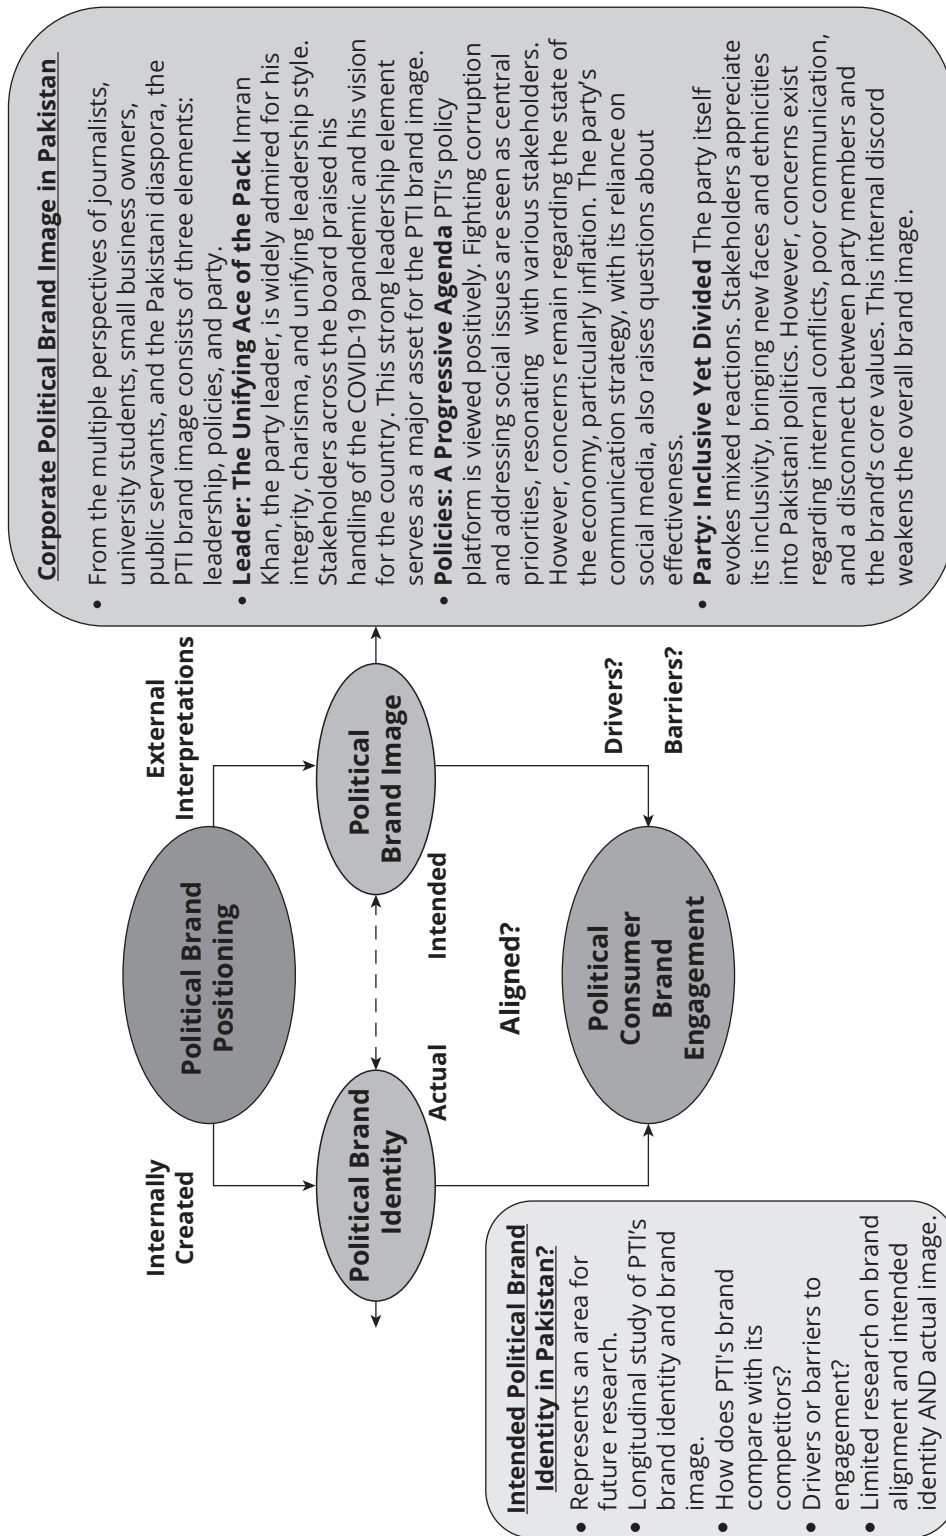 Corporate Political Brand Image in Pakistan
• From the multiple perspectives of journalists,
university students, small business owners,
public servants, and the Pakistani diaspora, the
PTI brand image consists of three elements:
leadership, policies, and party.
• Leader: The Unifying Ace of the Pack Imran
Khan, the party leader, is widely admired for his
integrity, charisma, and unifying leadership style.
Stakeholders across the board praised his
handling of the COVID-19 pandemic and his vision
for the country. This strong leadership element
serves as a major asset for the PTI brand image.
• Policies: A Progressive Agenda PTI's policy
platform is viewed positively. Fighting corruption
and addressing social issues are seen as central
priorities, resonating with various stakeholders.
However, concerns remain regarding the state of
the economy, particularly inflation. The party's
communication strategy, with its reliance on
social media, also raises questions about
effectiveness.
• Party: Inclusive Yet Divided The party itself
evokes mixed reactions. Stakeholders appreciate
its inclusivity, bringing new faces and ethnicities
into Pakistani politics. However, concerns exist
regarding internal conflicts, poor communication,
and a disconnect between party members and
the brand's core values. This internal discord
weakens the overall brand image.
Internally
Created
Political Brand
Positioning
External
Interpretations
Political Brand
Identity
Political
Brand Image
Actual
Intended
Aligned?
Drivers?
Barriers?
Political
Consumer
Brand
Engagement
Intended Political Brand
Identity in Pakistan?
• Represents an area for
future research.
• Longitudinal study of PTI's
brand identity and brand
image.
• How does PTI's brand
compare with its
competitors?
• Drivers or barriers to
engagement?
• Limited research on brand
alignment and intended
identity AND actual image.